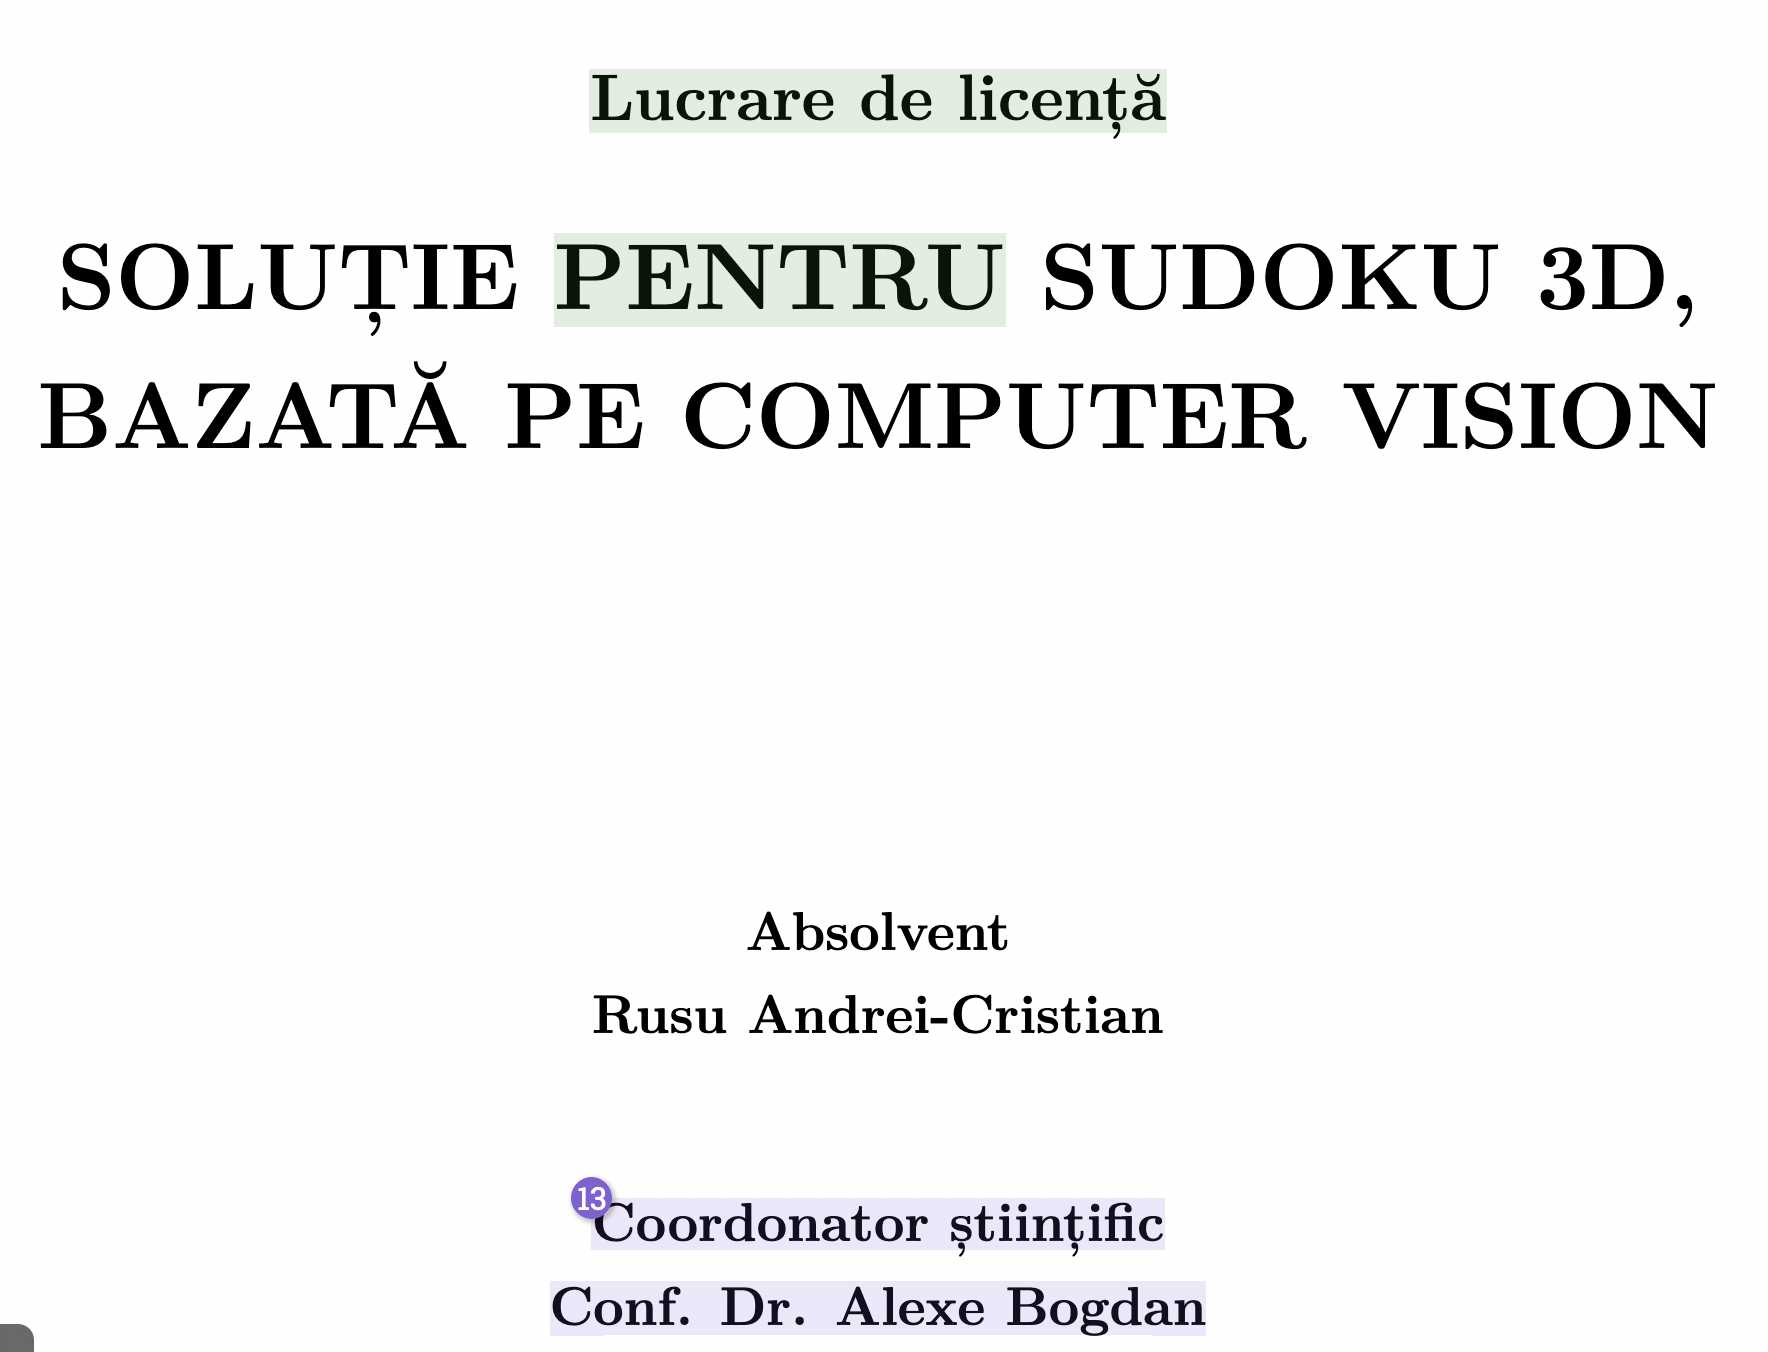 Lucrare de licență
SOLUȚIE PENTRU SUDOKU 3D,
BAZATĂ PE COMPUTER VISION
Absolvent
Rusu Andrei-Cristian
13
Coordonator științific
Conf. Dr. Alexe Bogdan